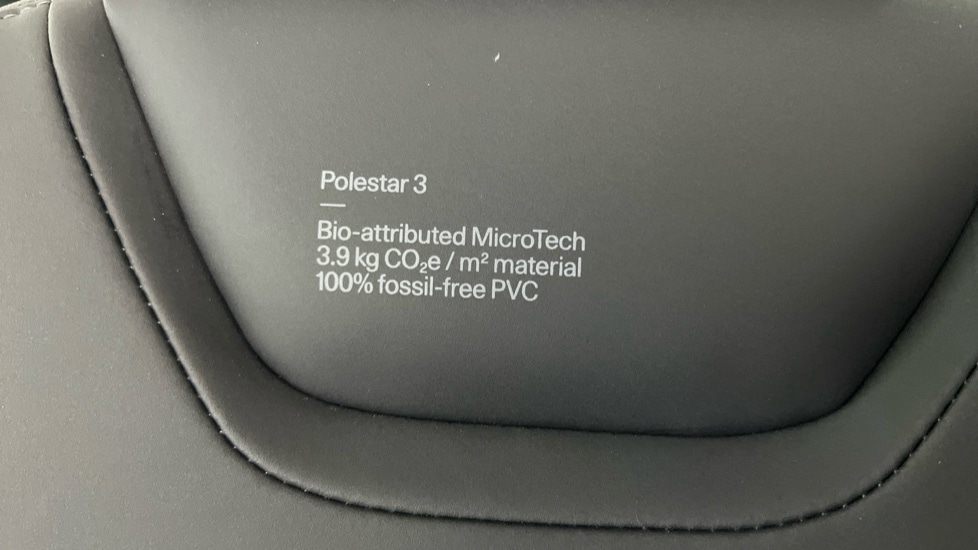 Polestar 3
Bio-attributed MicroTech
3.9 kg CO₂e / m² material
100% fossil-free PVC